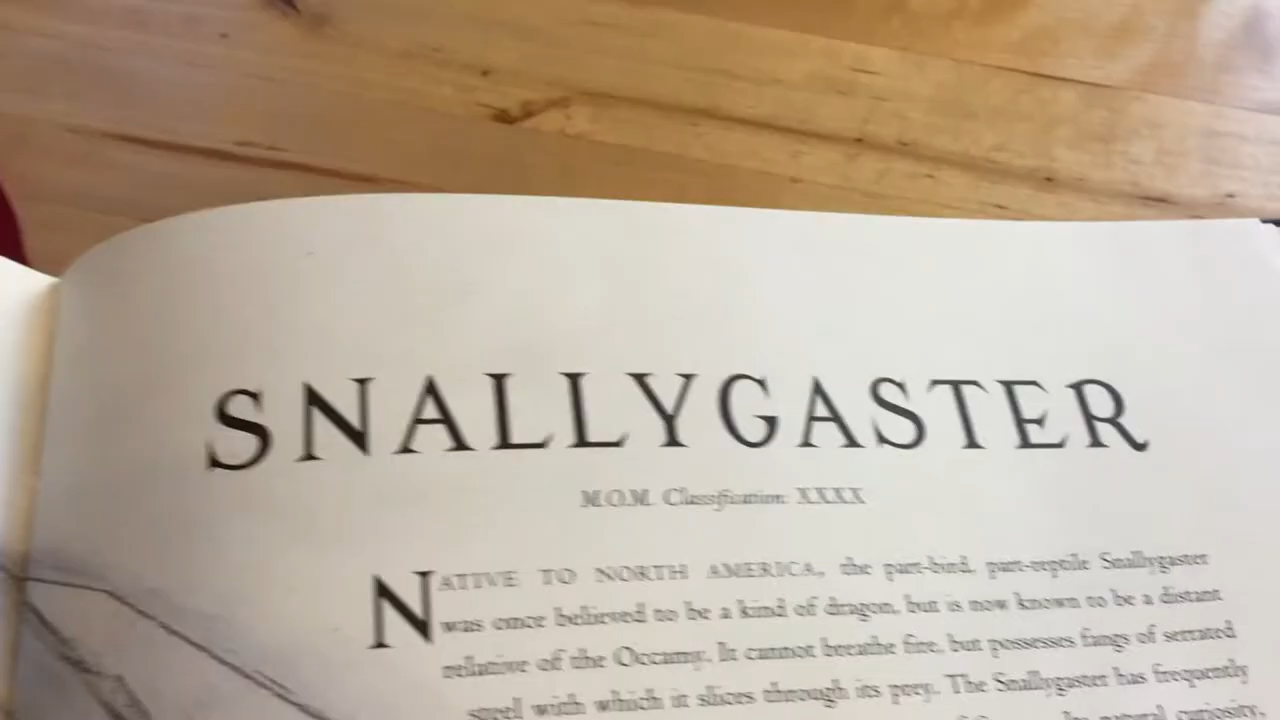 SNALLYGASTER
M.O.M. Classification: XXXX
NATIVE TO NORTH AMERICA, the part-bird, part-reptile Snallygaster
was once believed to be a kind of dragon, but is now known to be a distant
relative of the Occamy. It cannot breathe fire, but possesses fangs of serrated
steel with which it slices through its prey. The Snallygaster has frequently
natural curiosity,